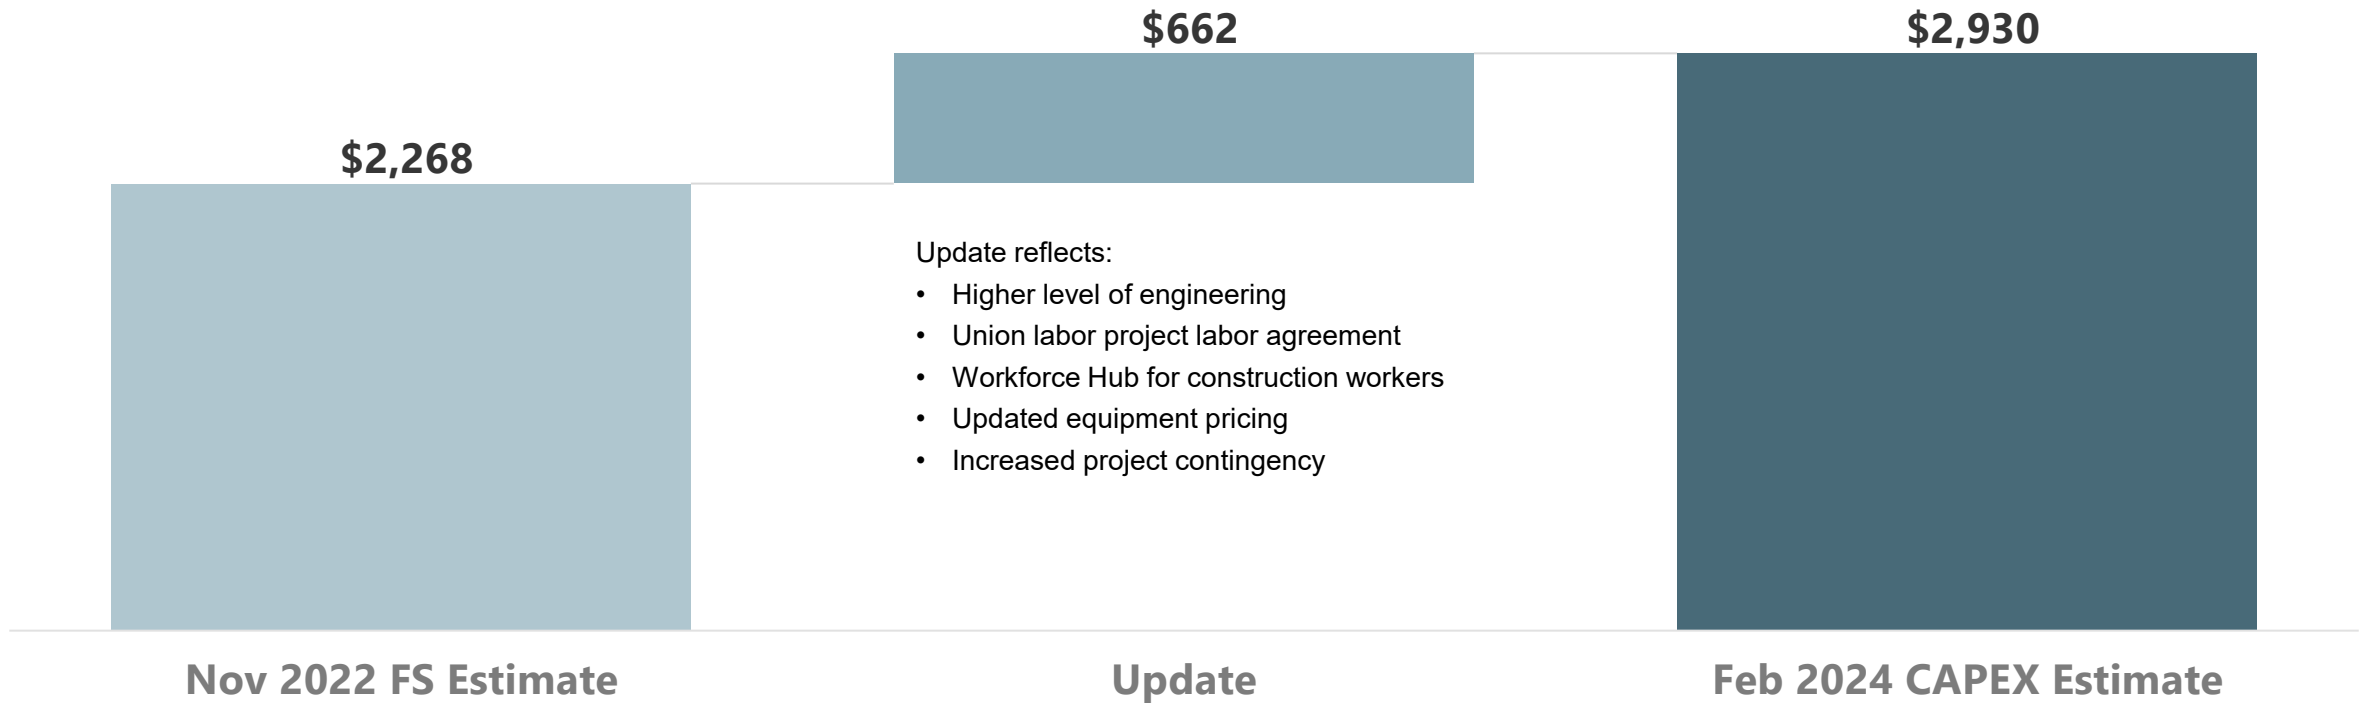 $662
$2,930
$2,268
Update reflects:
• Higher level of engineering
• Union labor project labor agreement
• Workforce Hub for construction workers
• Updated equipment pricing
• Increased project contingency
Nov 2022 FS Estimate
Update
Feb 2024 CAPEX Estimate